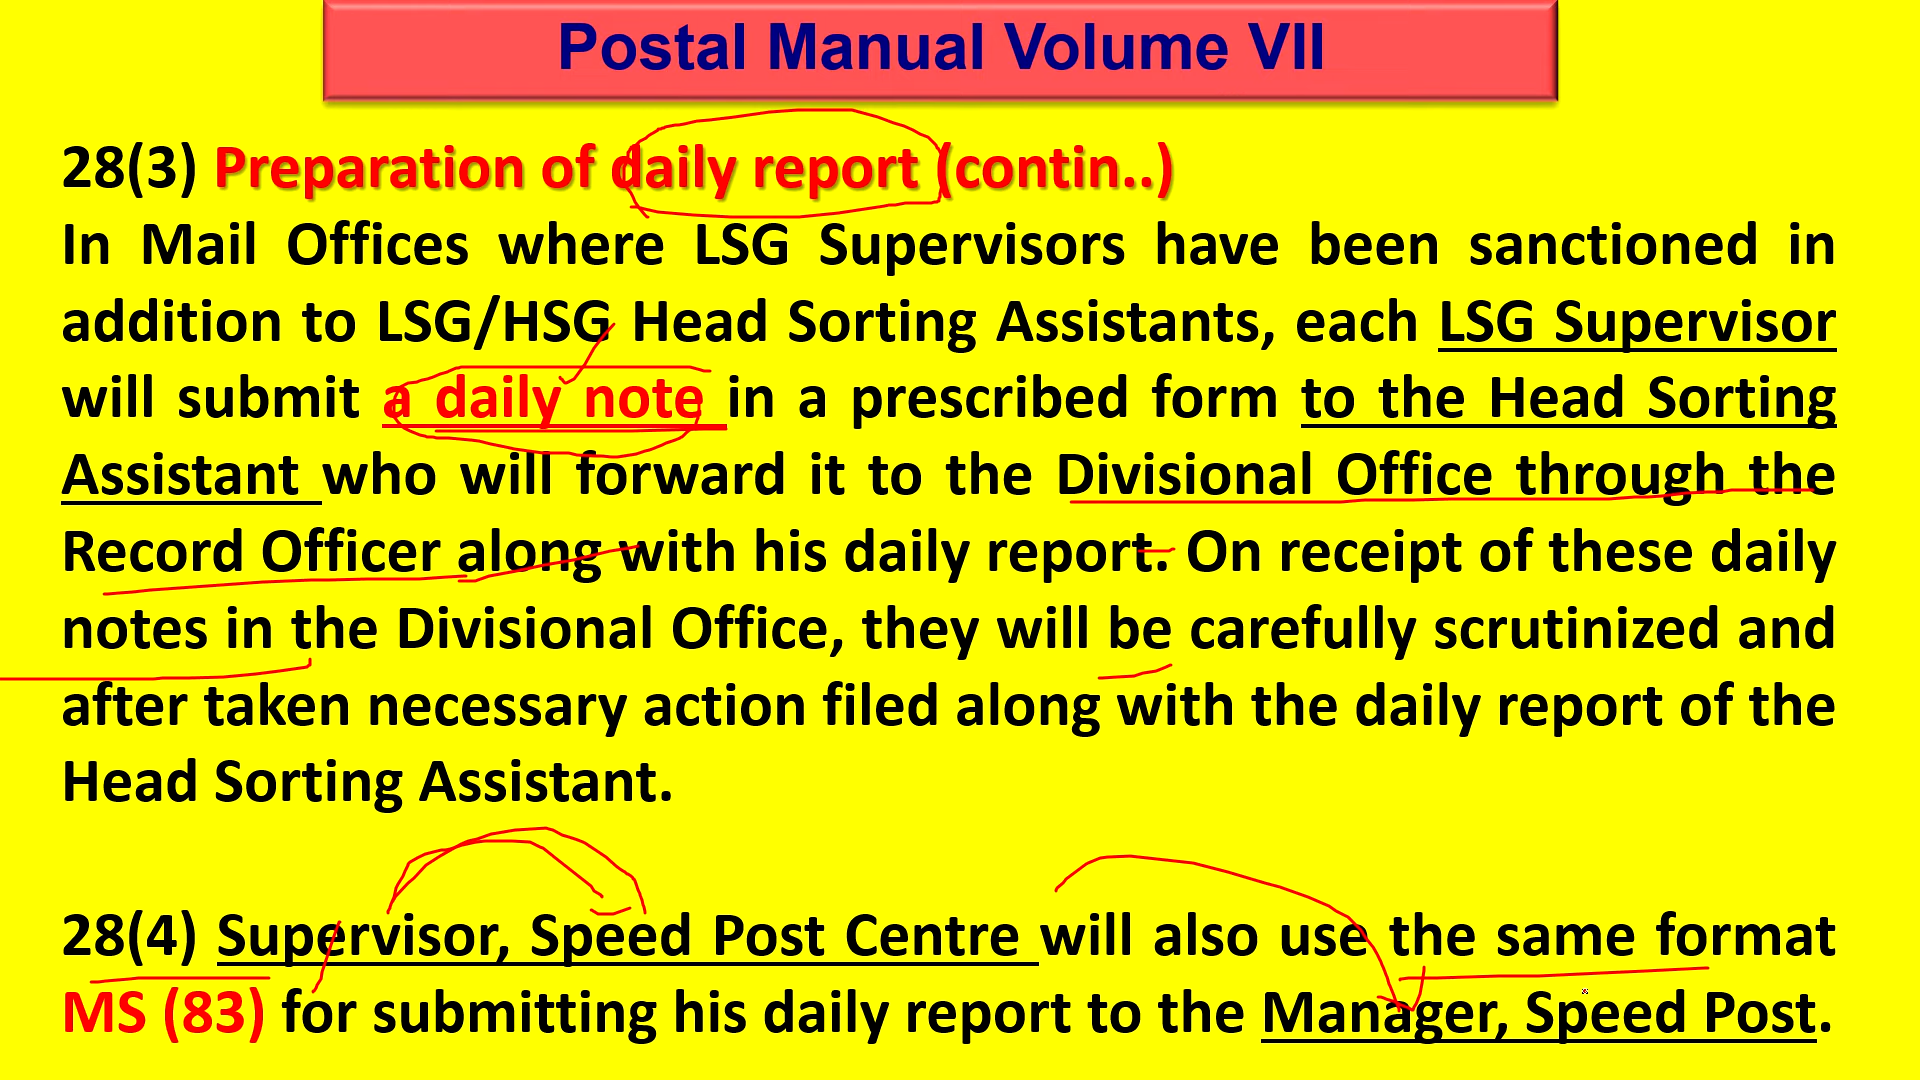 Postal Manual Volume VII
28(3) Preparation of daily report (contin..)
In Mail Offices where LSG Supervisors have been sanctioned in
addition to LSG/HSG Head Sorting Assistants, each LSG Supervisor
will submit a daily note in a prescribed form to the Head Sorting
Assistant who will forward it to the Divisional Office through the
Record Officer along with his daily report. On receipt of these daily
notes in the Divisional Office, they will be carefully scrutinized and
after taken necessary action filed along with the daily report of the
Head Sorting Assistant.
28(4) Supervisor, Speed Post Centre will also use the same format
MS (83) for submitting his daily report to the Manager, Speed Post.